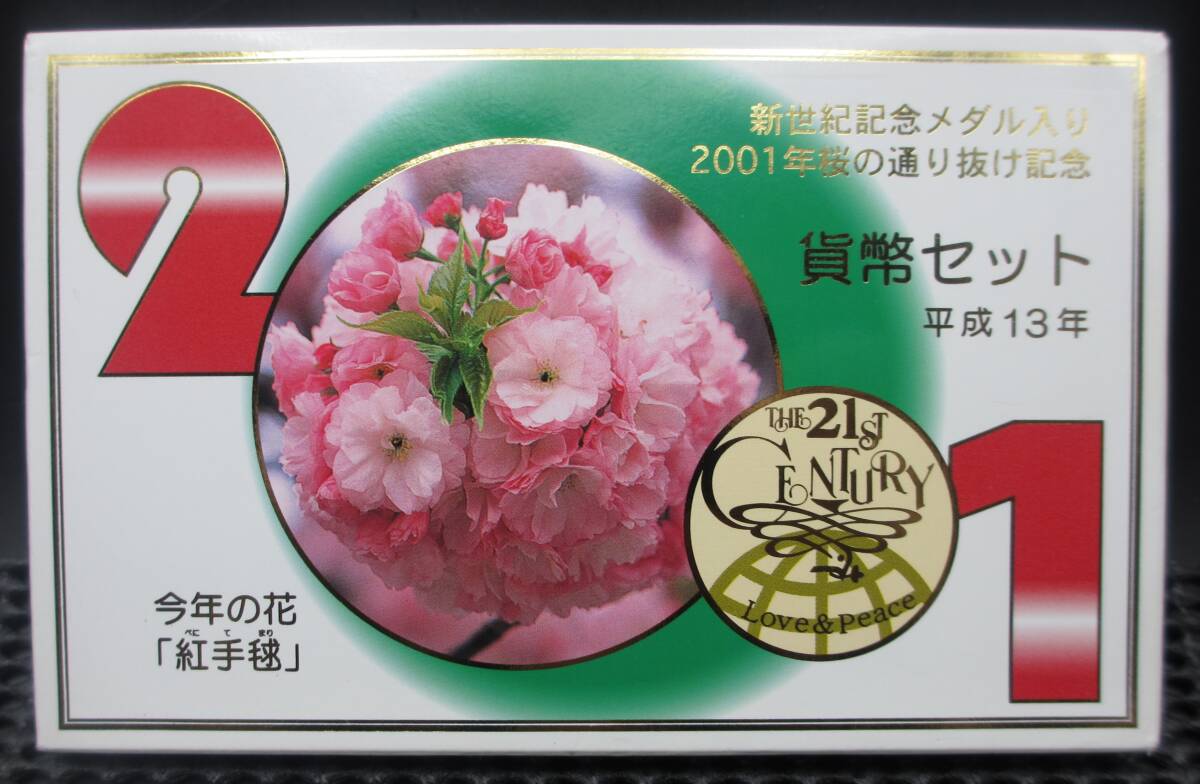 新世紀記念メダル入り
2001年桜の通り抜け記念
貨幣セット
平成13年
2
1
THE 21ST
CENTURY
Love&Peace
今年の花
べに て まり
「紅手毬」